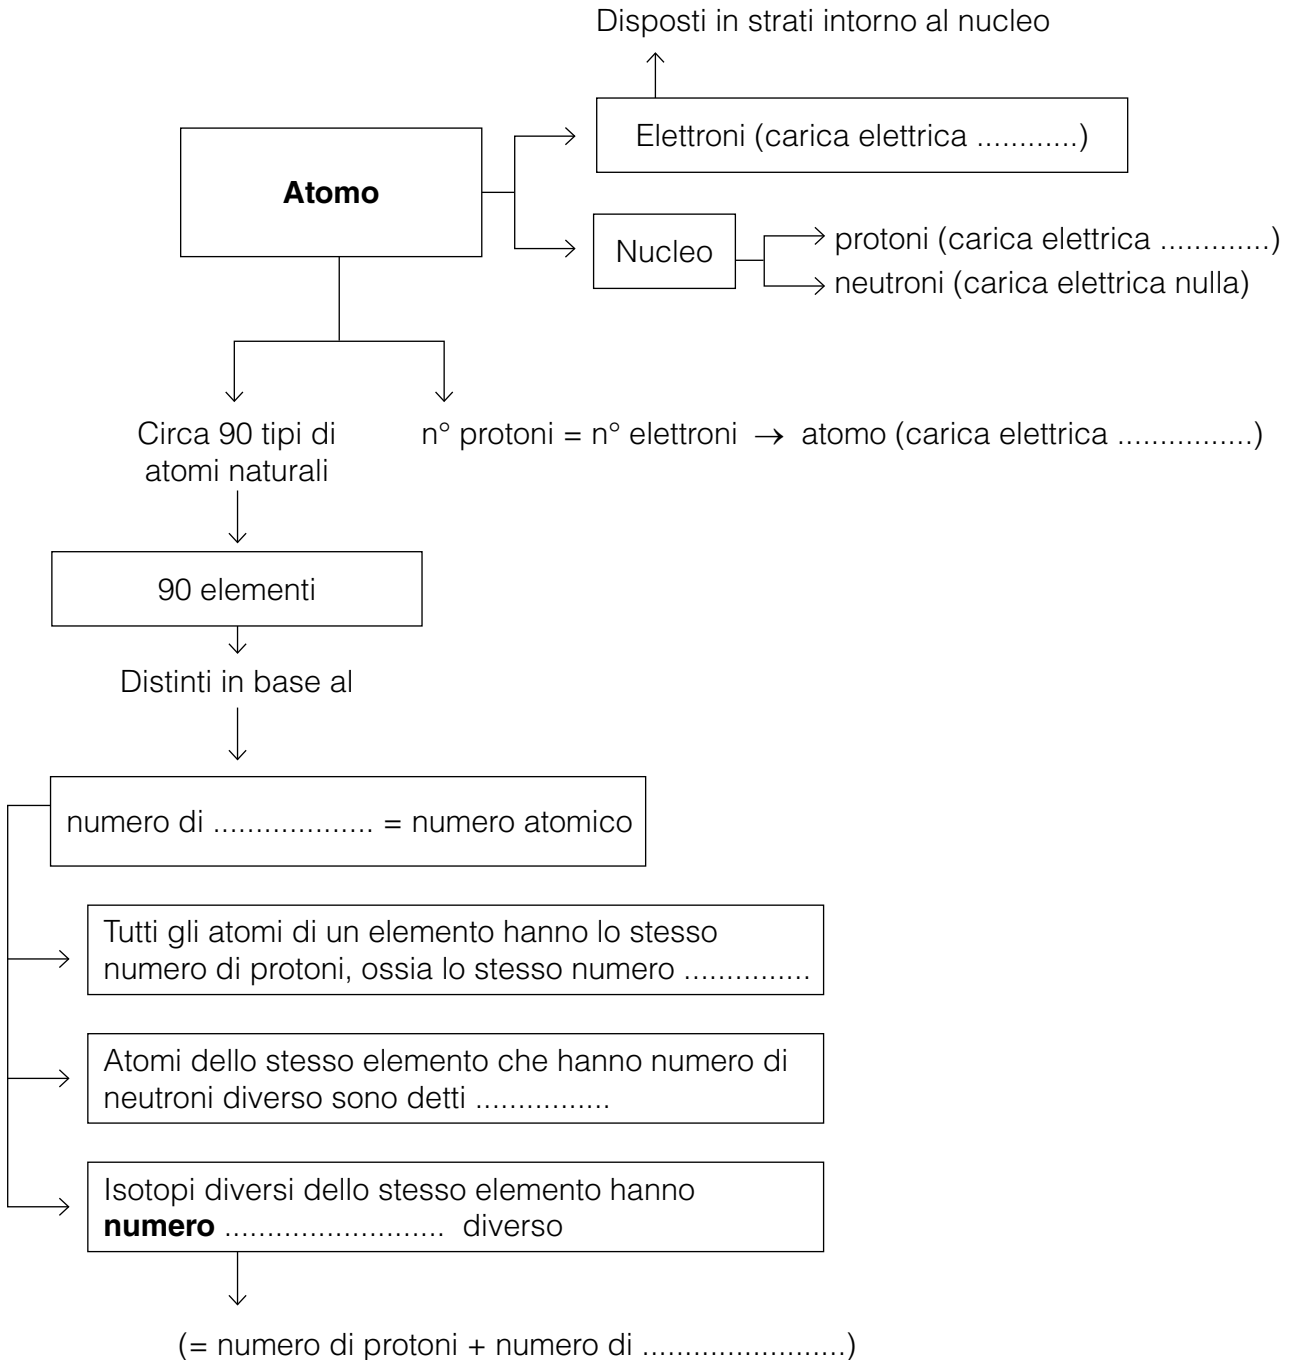 Disposti in strati intorno al nucleo
Elettroni (carica elettrica ............)
Atomo
Nucleo
protoni (carica elettrica .............)
neutroni (carica elettrica nulla)
Circa 90 tipi di
atomi naturali
n° protoni = n° elettroni → atomo (carica elettrica ................)
90 elementi
Distinti in base al
numero di ................... = numero atomico
Tutti gli atomi di un elemento hanno lo stesso
numero di protoni, ossia lo stesso numero ...............
Atomi dello stesso elemento che hanno numero di
neutroni diverso sono detti ................
Isotopi diversi dello stesso elemento hanno
numero .......................... diverso
(= numero di protoni + numero di ........................)